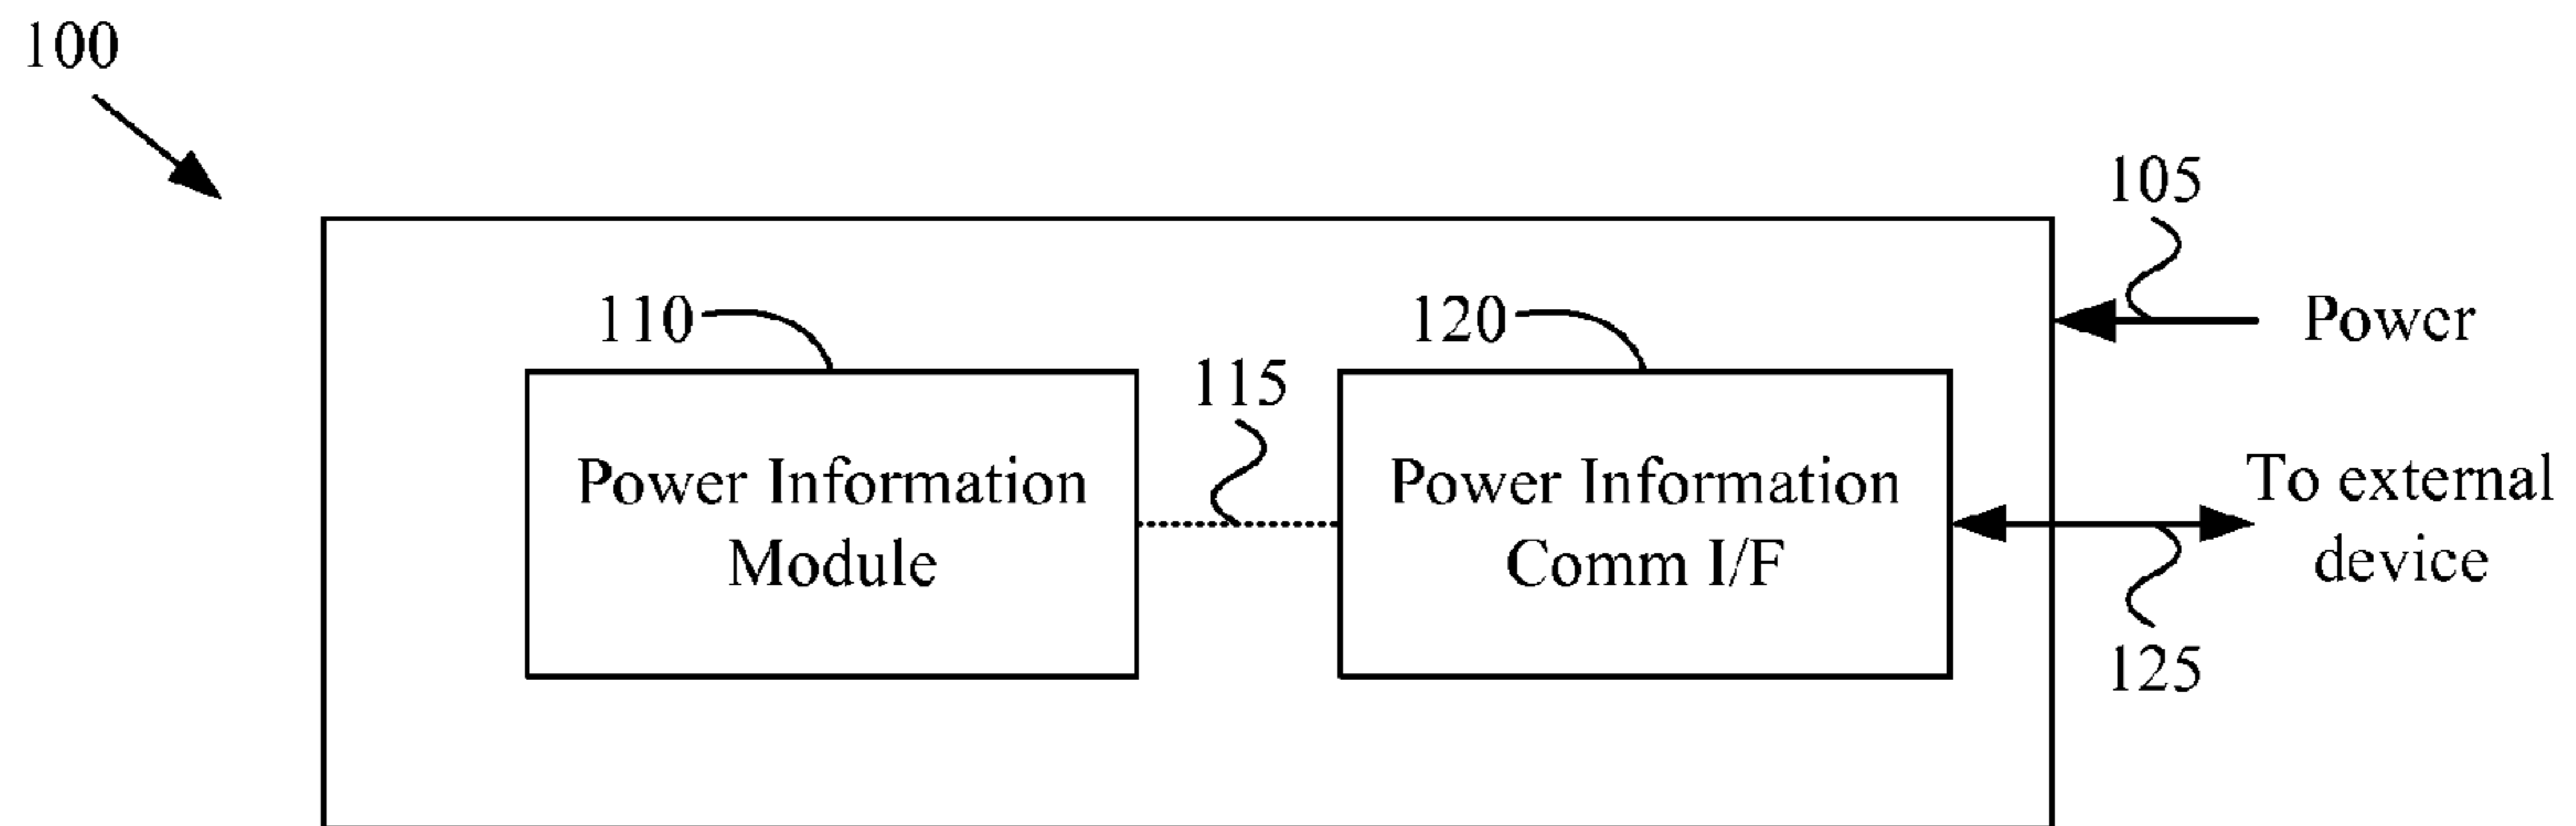 100
105
Power
110
120
115
Power Information
Module
Power Information
Comm I/F
To external
device
125